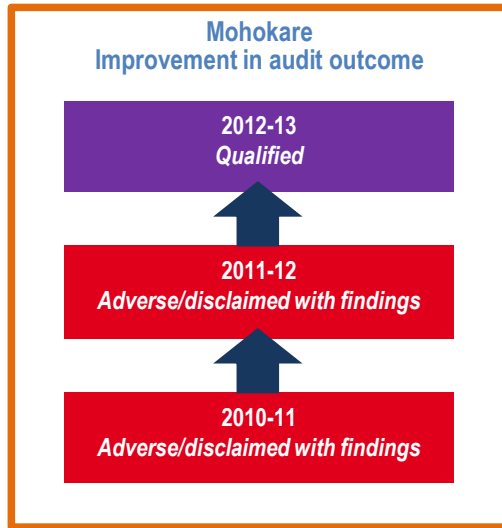 Mohokare
Improvement in audit outcome
2012-13
Qualified
2011-12
Adverse/disclaimed with findings
2010-11
Adverse/disclaimed with findings